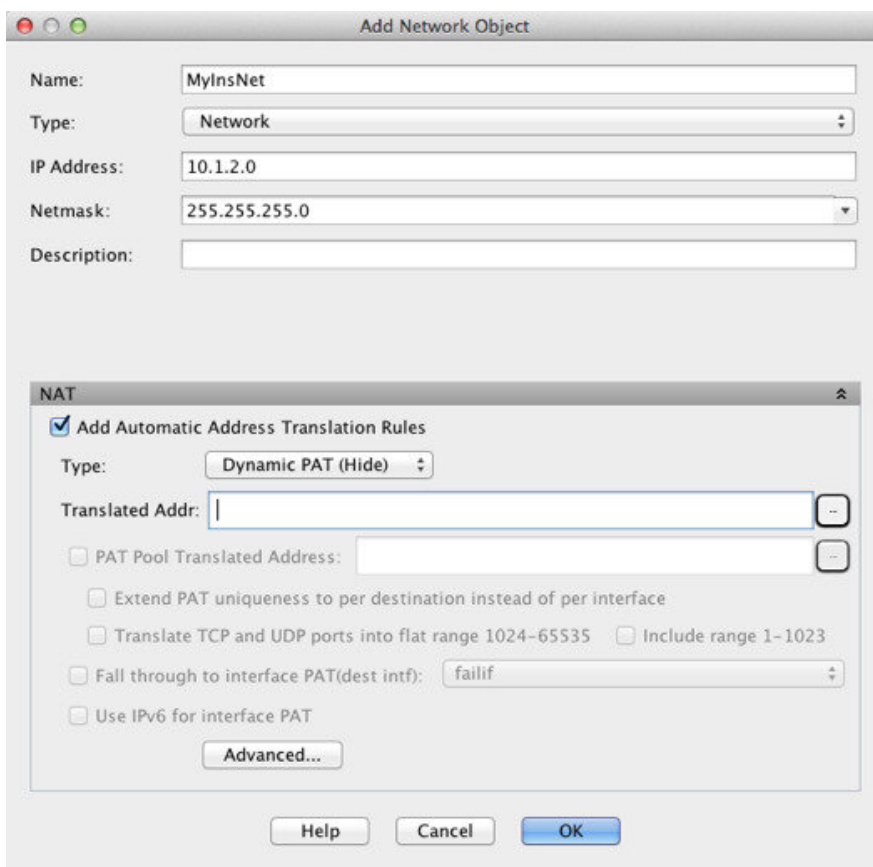 Add Network Object
Name: MyInsNet
Type: Network
IP Address: 10.1.2.0
Netmask: 255.255.255.0
Description:
NAT
Add Automatic Address Translation Rules
Type: Dynamic PAT (Hide)
Translated Addr:
PAT Pool Translated Address:
Extend PAT uniqueness to per destination instead of per interface
Translate TCP and UDP ports into flat range 1024-65535 Include range 1-1023
Fall through to interface PAT(dest intf): failif
Use IPv6 for interface PAT
Advanced...
Help Cancel OK